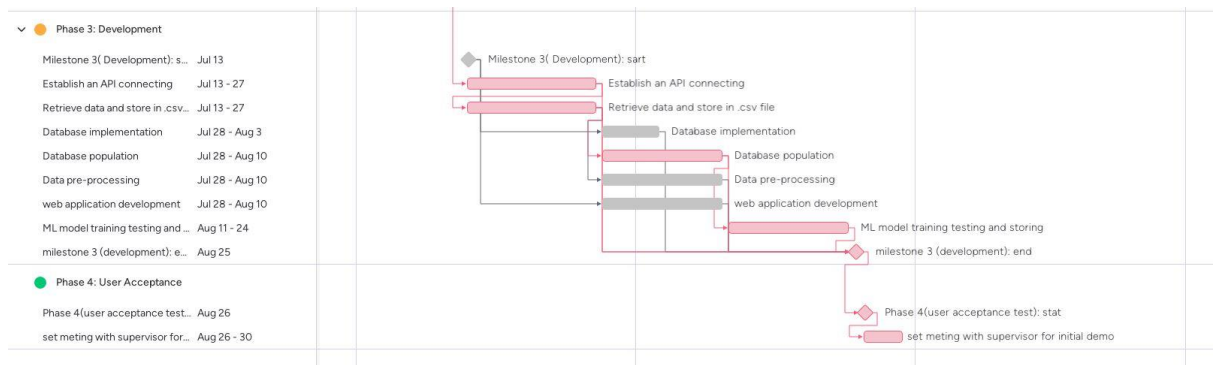 Phase 3: Development
Milestone 3( Development): s... Jul 13 Milestone 3( Development): sart
Establish an API connecting Jul 13 - 27 Establish an API connecting
Retrieve data and store in .csv... Jul 13 - 27 Retrieve data and store in .csv file
Database implementation Jul 28 - Aug 3 Database implementation
Database population Jul 28 - Aug 10 Database population
Data pre-processing Jul 28 - Aug 10 Data pre-processing
web application development Jul 28 - Aug 10 web application development
ML model training testing and ... Aug 11 - 24 ML model training testing and storing
milestone 3 (development): e... Aug 25 milestone 3 (development): end
Phase 4: User Acceptance
Phase 4(user acceptance test... Aug 26 Phase 4(user acceptance test): stat
set meting with supervisor for... Aug 26 - 30 set meting with supervisor for initial demo